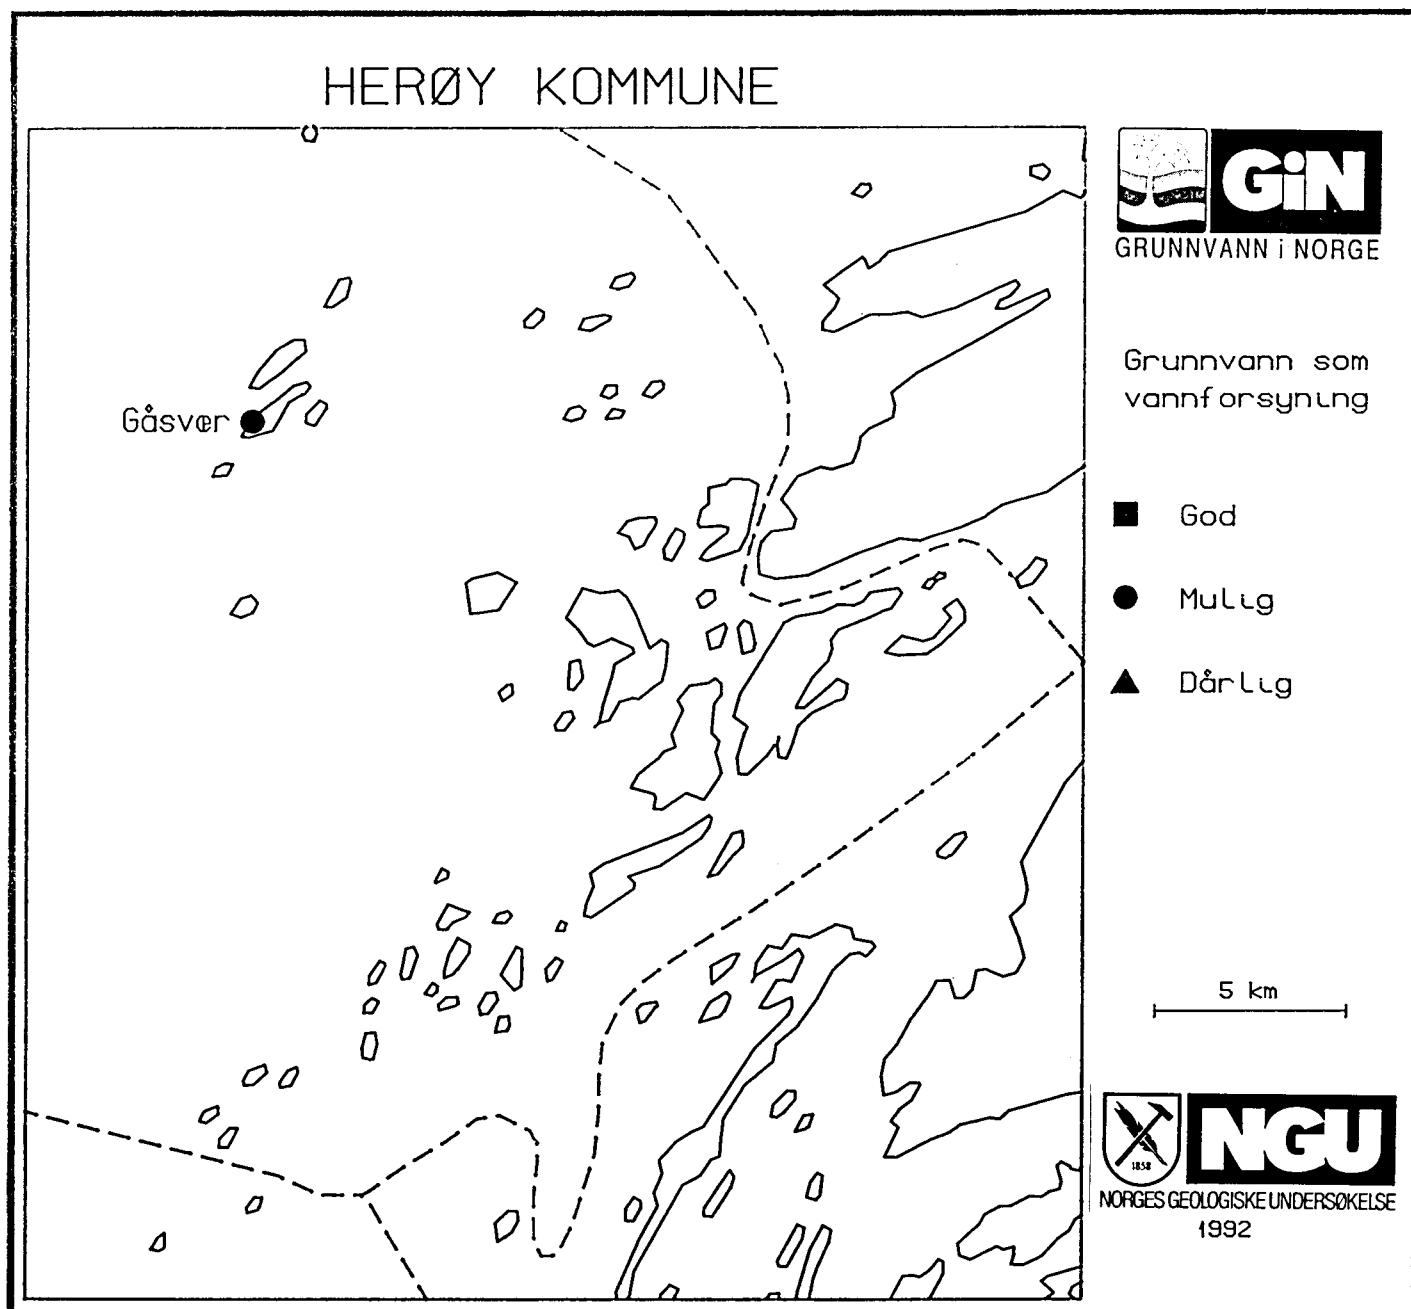 HERØY KOMMUNE
GiN
GRUNNVANN i NORGE
Grunnvann som
vannforsyning
Gåsvær
God
Mulig
Dårlig
5 km
1858
NGU
NORGES GEOLOGISKE UNDERSØKELSE
1992